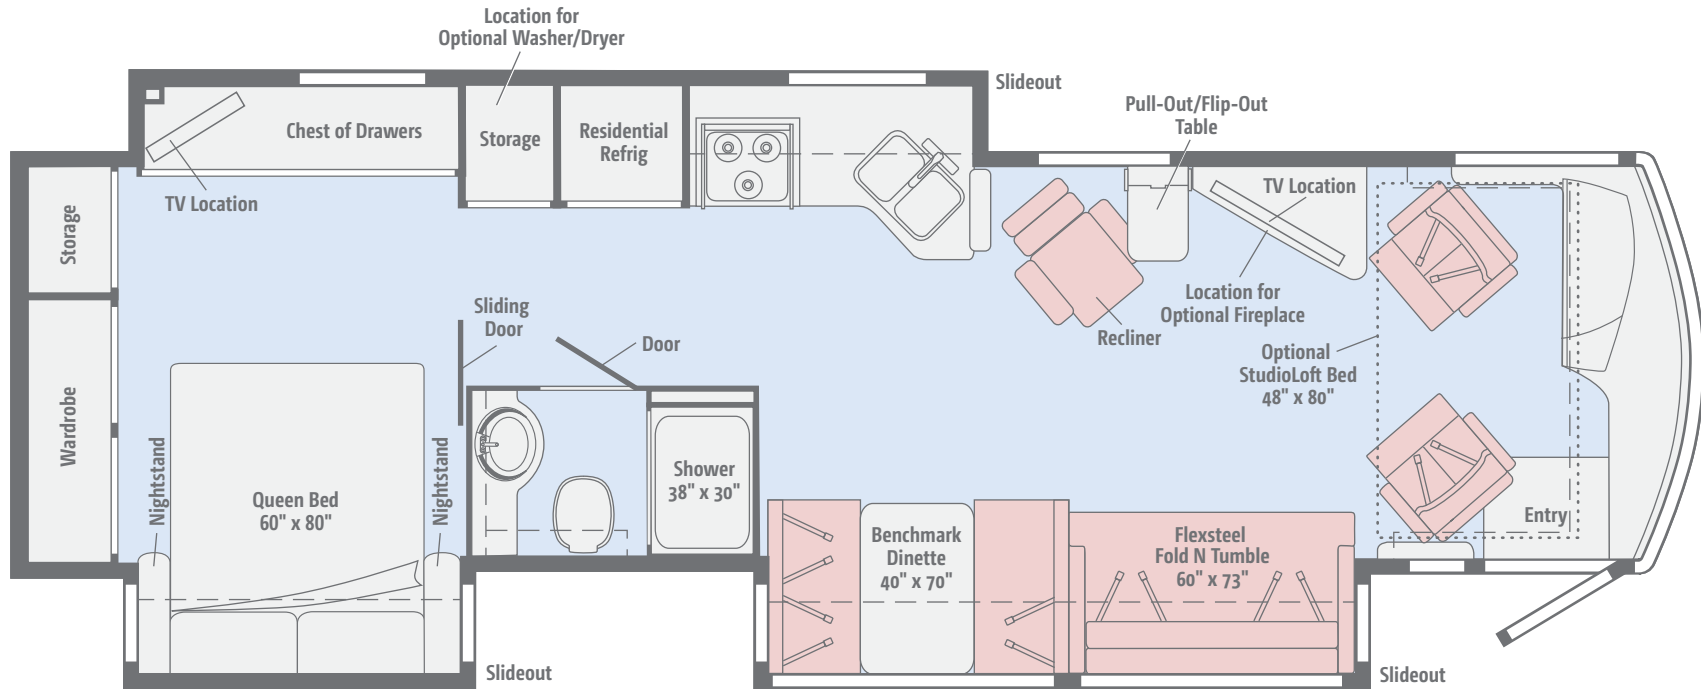 Location for
Optional Washer/Dryer
Slideout
Pull-Out/Flip-Out
Table
Chest of Drawers
Storage
Residential
Refrig
TV Location
TV Location
Storage
Sliding
Door
Door
Location for
Optional Fireplace
Recliner
Optional
StudioLoft Bed
48" x 80"
Wardrobe
Nightstand
Queen Bed
60" x 80"
Nightstand
Shower
38" x 30"
Benchmark
Dinette
40" x 70"
Flexsteel
Fold N Tumble
60" x 73"
Entry
Slideout
Slideout